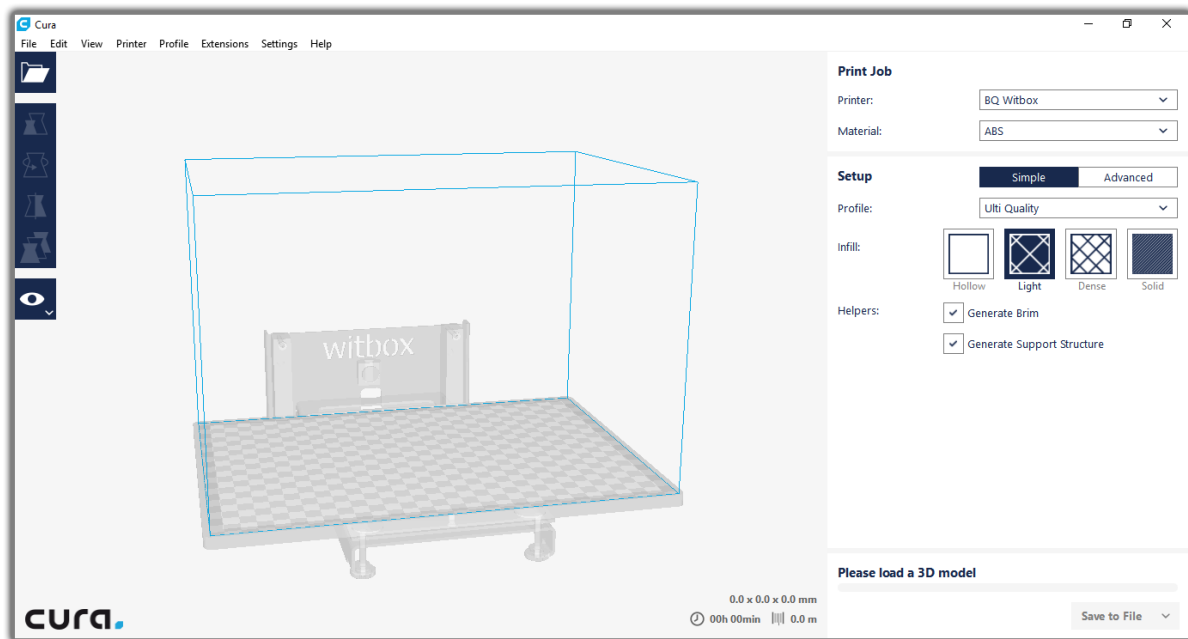 Cura
File Edit View Printer Profile Extensions Settings Help
Print Job
Printer: BQ Witbox
Material: ABS
Setup Simple Advanced
Profile: Ulti Quality
Infill:
Hollow Light Dense Solid
Helpers: Generate Brim
Generate Support Structure
witbox
Please load a 3D model
0.0 x 0.0 x 0.0 mm
00h 00min 0.0 m
Save to File
cura.